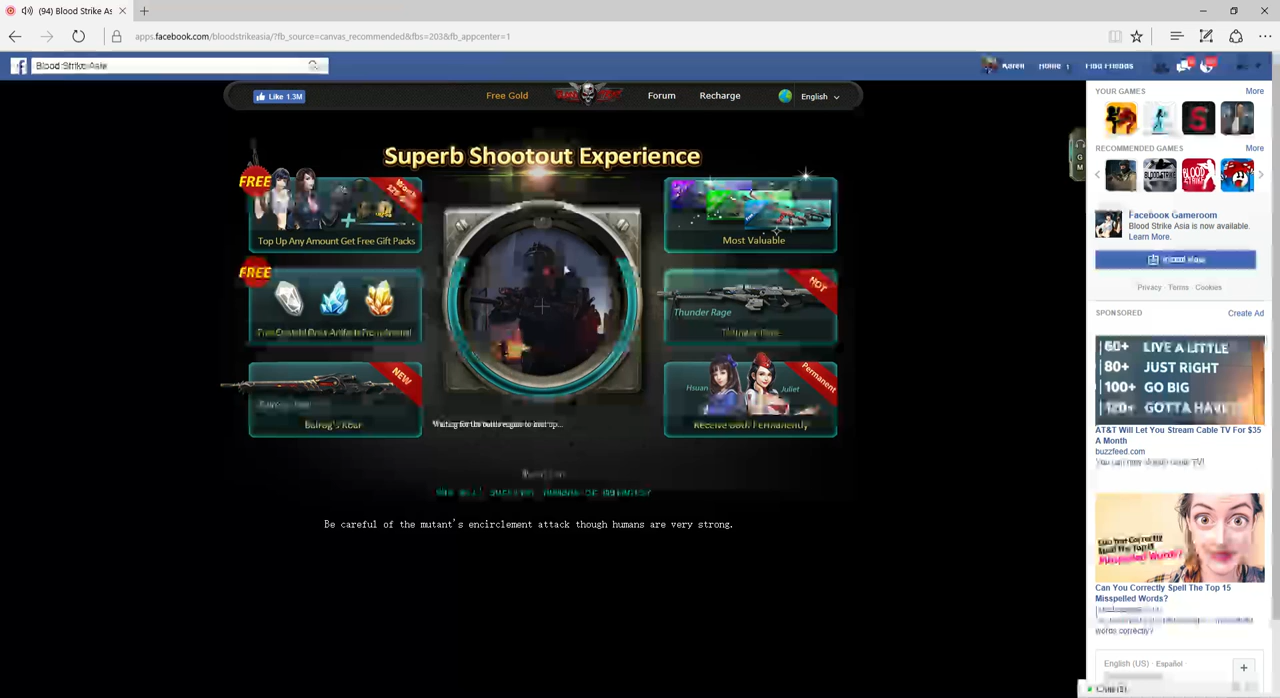 (94) Blood Strike As
apps.facebook.com/bloodstrikeasia/?fb_source=canvas_recommended&fbs=203&fb_appcenter=1
Blood Strike Asia
Karen
Home
Find Friends
Like 1.3M
Free Gold
Forum
Recharge
English
Superb Shootout Experience
FREE
Top Up Any Amount Get Free Gift Packs
Most Valuable
FREE
HOT
Thunder Rage
NEW
Balrog's Roar
Hsuan
Juliet
Permanent
Receive Both Permanently
Be careful of the mutant's encirclement attack though humans are very strong.
G
M
YOUR GAMES
More
RECOMMENDED GAMES
More
Facebook Gameroom
Blood Strike Asia is now available.
Learn More.
Privacy · Terms · Cookies
SPONSORED
Create Ad
60+ LIVE A LITTLE
80+ JUST RIGHT
100+ GO BIG
120+ GOTTA HAVE
AT&T Will Let You Stream Cable TV For $35
A Month
buzzfeed.com
Can You Correctly Spell The Top 15
Misspelled Words?
words correctly?
English (US) · Español ·